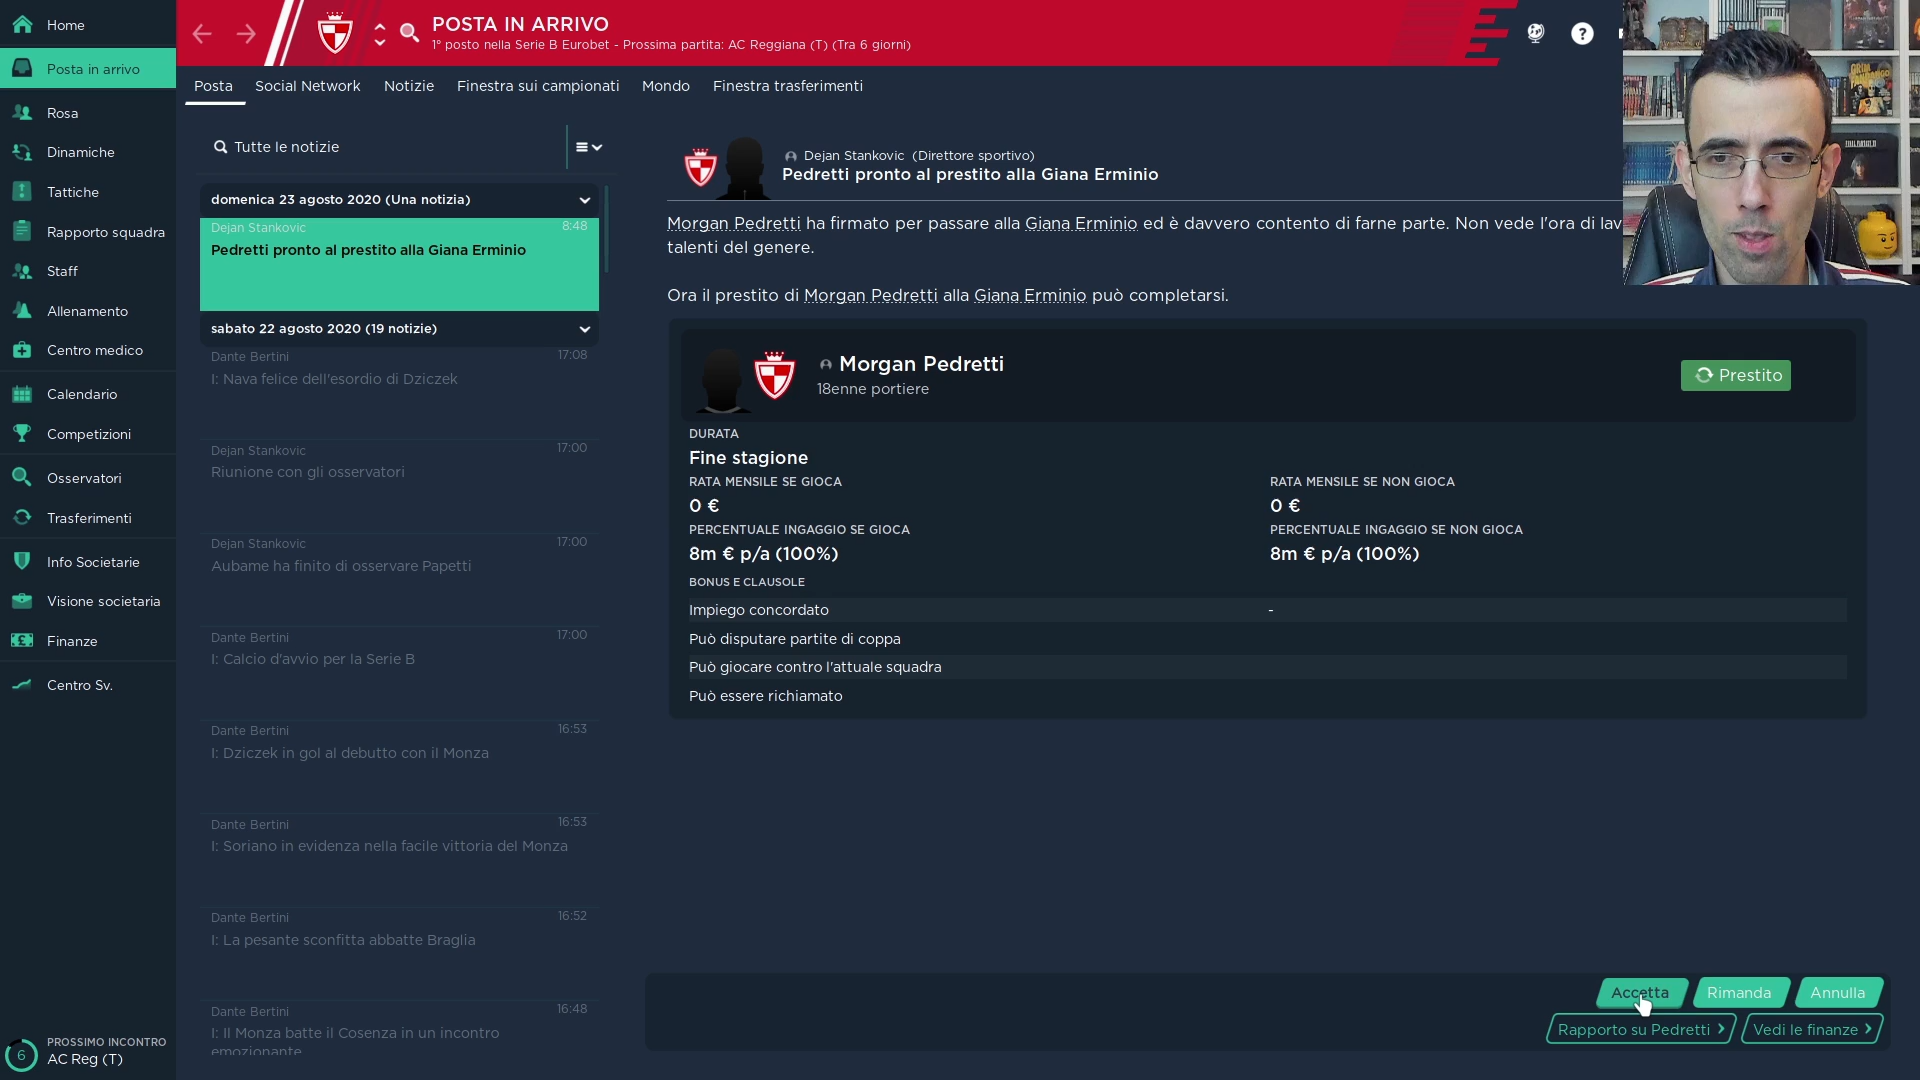 Home
Posta in arrivo
Rosa
Dinamiche
Tattiche
Rapporto squadra
Staff
Allenamento
Centro medico
Calendario
Competizioni
Osservatori
Trasferimenti
Info Societarie
Visione societaria
Finanze
Centro Sv.
6
PROSSIMO INCONTRO
AC Reg (T)
POSTA IN ARRIVO
1° posto nella Serie B Eurobet - Prossima partita: AC Reggiana (T) (Tra 6 giorni)
?
Posta Social Network Notizie Finestra sui campionati Mondo Finestra trasferimenti
Tutte le notizie
domenica 23 agosto 2020 (Una notizia)
Dejan Stankovic 8:48
Pedretti pronto al prestito alla Giana Erminio
sabato 22 agosto 2020 (19 notizie)
Dante Bertini 17:08
I: Nava felice dell'esordio di Dziczek
Dejan Stankovic 17:00
Riunione con gli osservatori
Dejan Stankovic 17:00
Aubame ha finito di osservare Papetti
Dante Bertini 17:00
I: Calcio d'avvio per la Serie B
Dante Bertini 16:53
I: Dziczek in gol al debutto con il Monza
Dante Bertini 16:53
I: Soriano in evidenza nella facile vittoria del Monza
Dante Bertini 16:52
I: La pesante sconfitta abbatte Braglia
Dante Bertini 16:48
I: Il Monza batte il Cosenza in un incontro
emozionante
Dejan Stankovic (Direttore sportivo)
Pedretti pronto al prestito alla Giana Erminio
Morgan Pedretti ha firmato per passare alla Giana Erminio ed è davvero contento di farne parte. Non vede l'ora di lav
talenti del genere.
Ora il prestito di Morgan Pedretti alla Giana Erminio può completarsi.
Morgan Pedretti
18enne portiere
Prestito
DURATA
Fine stagione
RATA MENSILE SE GIOCA RATA MENSILE SE NON GIOCA
0 € 0 €
PERCENTUALE INGAGGIO SE GIOCA PERCENTUALE INGAGGIO SE NON GIOCA
8m € p/a (100%) 8m € p/a (100%)
BONUS E CLAUSOLE
Impiego concordato -
Può disputare partite di coppa
Può giocare contro l'attuale squadra
Può essere richiamato
Accetta Rimanda Annulla
Rapporto su Pedretti Vedi le finanze
GRIM
FANDANGO